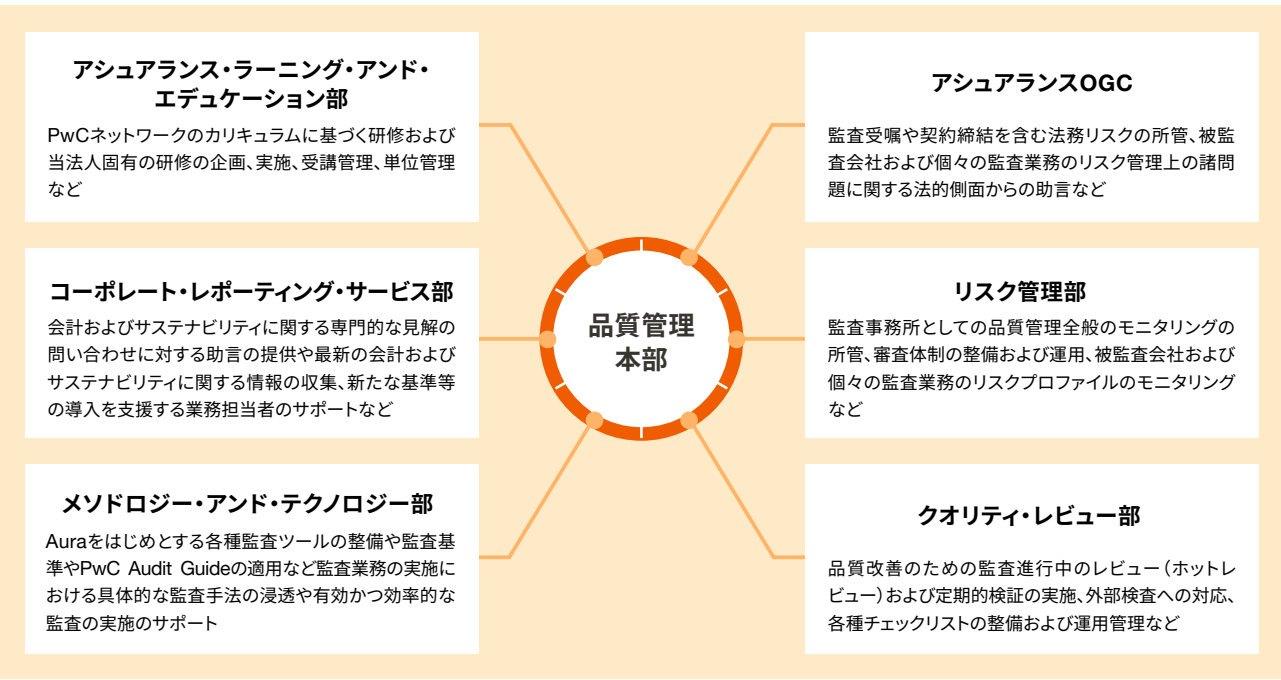 アシュアランス・ラーニング・アンド・
エデュケーション部
PwCネットワークのカリキュラムに基づく研修および
当法人固有の研修の企画、実施、受講管理、単位管理
など
コーポレート・レポーティング・サービス部
会計およびサステナビリティに関する専門的な見解の
問い合わせに対する助言の提供や最新の会計および
サステナビリティに関する情報の収集、新たな基準等
の導入を支援する業務担当者のサポートなど
メソドロジー・アンド・テクノロジー部
Auraをはじめとする各種監査ツールの整備や監査基
準やPwC Audit Guideの適用など監査業務の実施に
おける具体的な監査手法の浸透や有効かつ効率的な
監査の実施のサポート
品質管理
本部
アシュアランスOGC
監査受嘱や契約締結を含む法務リスクの所管、被監
査会社および個々の監査業務のリスク管理上の諸問
題に関する法的側面からの助言など
リスク管理部
監査事務所としての品質管理全般のモニタリングの
所管、審査体制の整備および運用、被監査会社および
個々の監査業務のリスクプロファイルのモニタリング
など
クオリティ・レビュー部
品質改善のための監査進行中のレビュー(ホットレ
ビュー)および定期的検証の実施、外部検査への対応、
各種チェックリストの整備および運用管理など